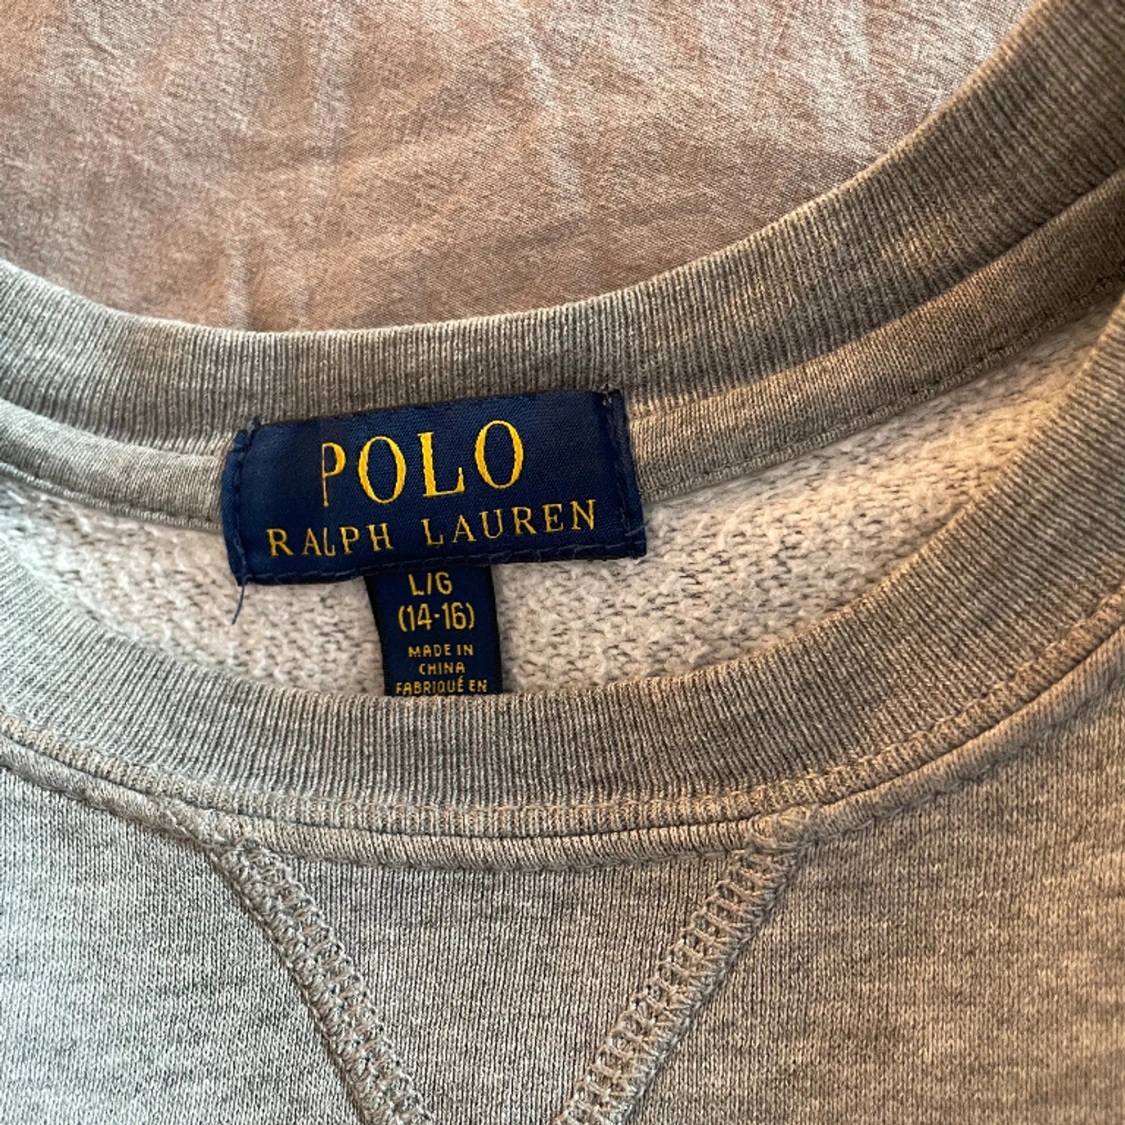 POLO
RALPH LAUREN
L/G
(14-16)
MADE IN
CHINA
FABRIQUÉ EN